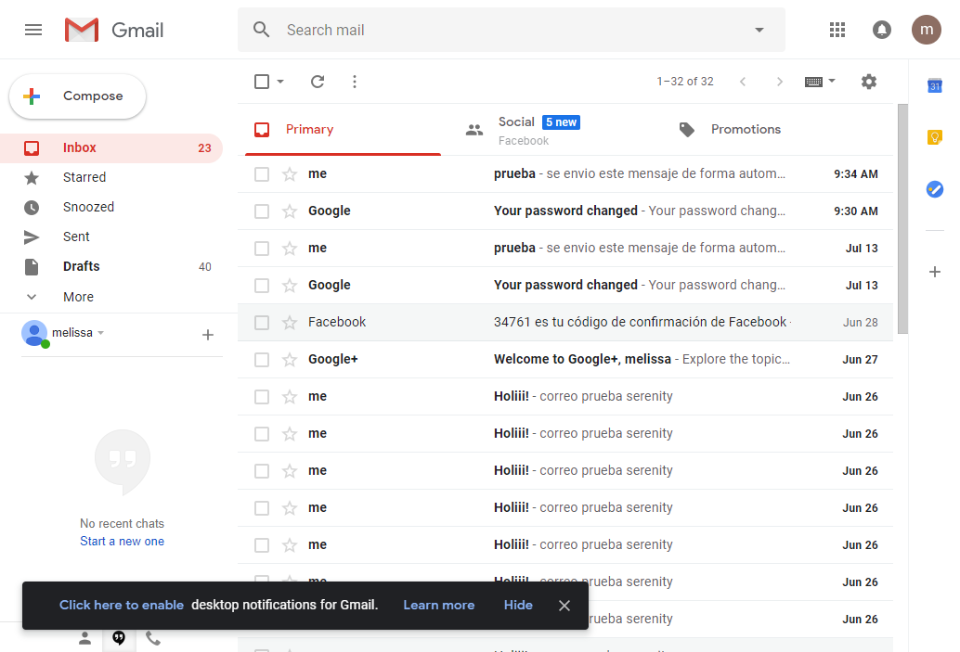 Gmail
Search mail
m
Compose
1–32 of 32
31
Primary
Social 5 new
Facebook
Promotions
Inbox 23
Starred
Snoozed
Sent
Drafts 40
More
melissa
No recent chats
Start a new one
me prueba - se envio este mensaje de forma autom… 9:34 AM
Google Your password changed - Your password chang… 9:30 AM
me prueba - se envio este mensaje de forma autom… Jul 13
Google Your password changed - Your password chang… Jul 13
Facebook 34761 es tu código de confirmación de Facebook - Jun 28
Google+ Welcome to Google+, melissa - Explore the topic… Jun 27
me Holiii! - correo prueba serenity Jun 26
me Holiii! - correo prueba serenity Jun 26
me Holiii! - correo prueba serenity Jun 26
me Holiii! - correo prueba serenity Jun 26
me Holiii! - correo prueba serenity Jun 26
me Holiii! - correo prueba serenity Jun 26
rueba serenity Jun 26
Click here to enable desktop notifications for Gmail. Learn more Hide